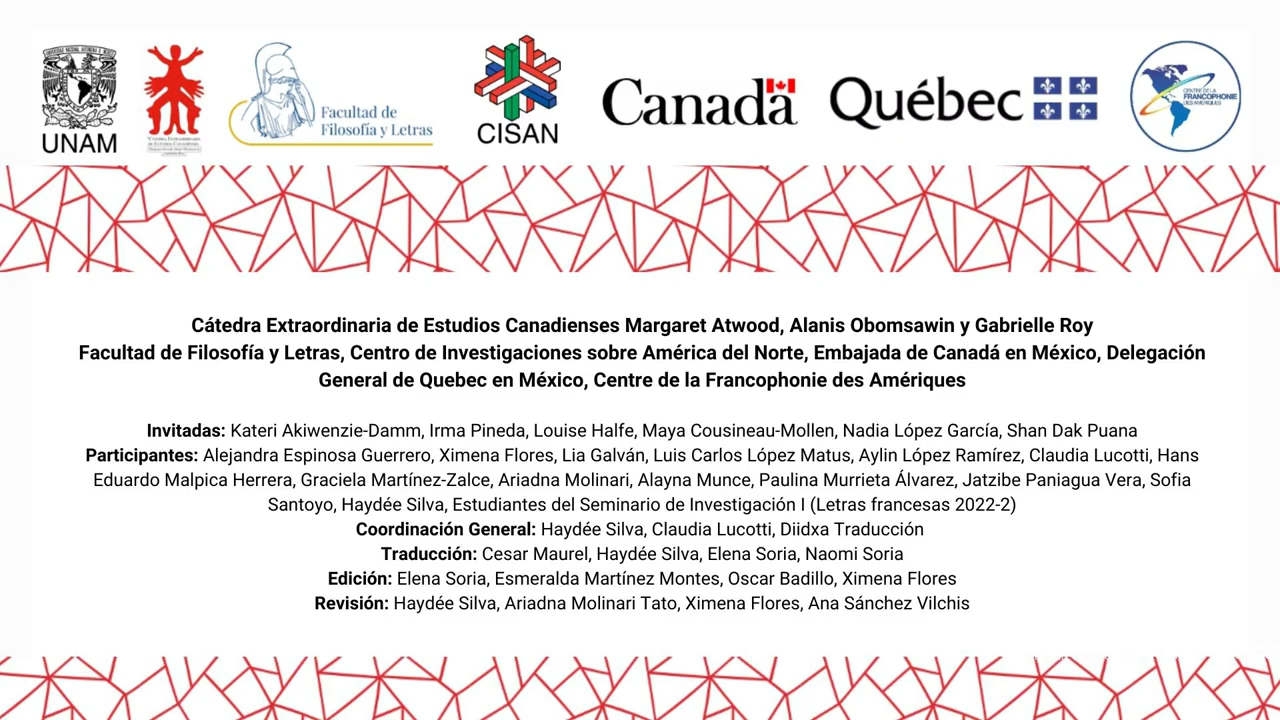 UNAM
Facultad de
Filosofía y Letras
CISAN
Canada
Québec
CENTRE DE LA
FRANCOPHONIE
DES AMÉRIQUES
Cátedra Extraordinaria de Estudios Canadienses Margaret Atwood, Alanis Obomsawin y Gabrielle Roy
Facultad de Filosofía y Letras, Centro de Investigaciones sobre América del Norte, Embajada de Canadá en México, Delegación
General de Quebec en México, Centre de la Francophonie des Amériques
Invitadas: Kateri Akiwenzie-Damm, Irma Pineda, Louise Halfe, Maya Cousineau-Mollen, Nadia López García, Shan Dak Puana
Participantes: Alejandra Espinosa Guerrero, Ximena Flores, Lia Galván, Luis Carlos López Matus, Aylin López Ramírez, Claudia Lucotti, Hans
Eduardo Malpica Herrera, Graciela Martínez-Zalce, Ariadna Molinari, Alayna Munce, Paulina Murrieta Álvarez, Jatzibe Paniagua Vera, Sofia
Santoyo, Haydée Silva, Estudiantes del Seminario de Investigación I (Letras francesas 2022-2)
Coordinación General: Haydée Silva, Claudia Lucotti, Diidxa Traducción
Traducción: Cesar Maurel, Haydée Silva, Elena Soria, Naomi Soria
Edición: Elena Soria, Esmeralda Martínez Montes, Oscar Badillo, Ximena Flores
Revisión: Haydée Silva, Ariadna Molinari Tato, Ximena Flores, Ana Sánchez Vilchis